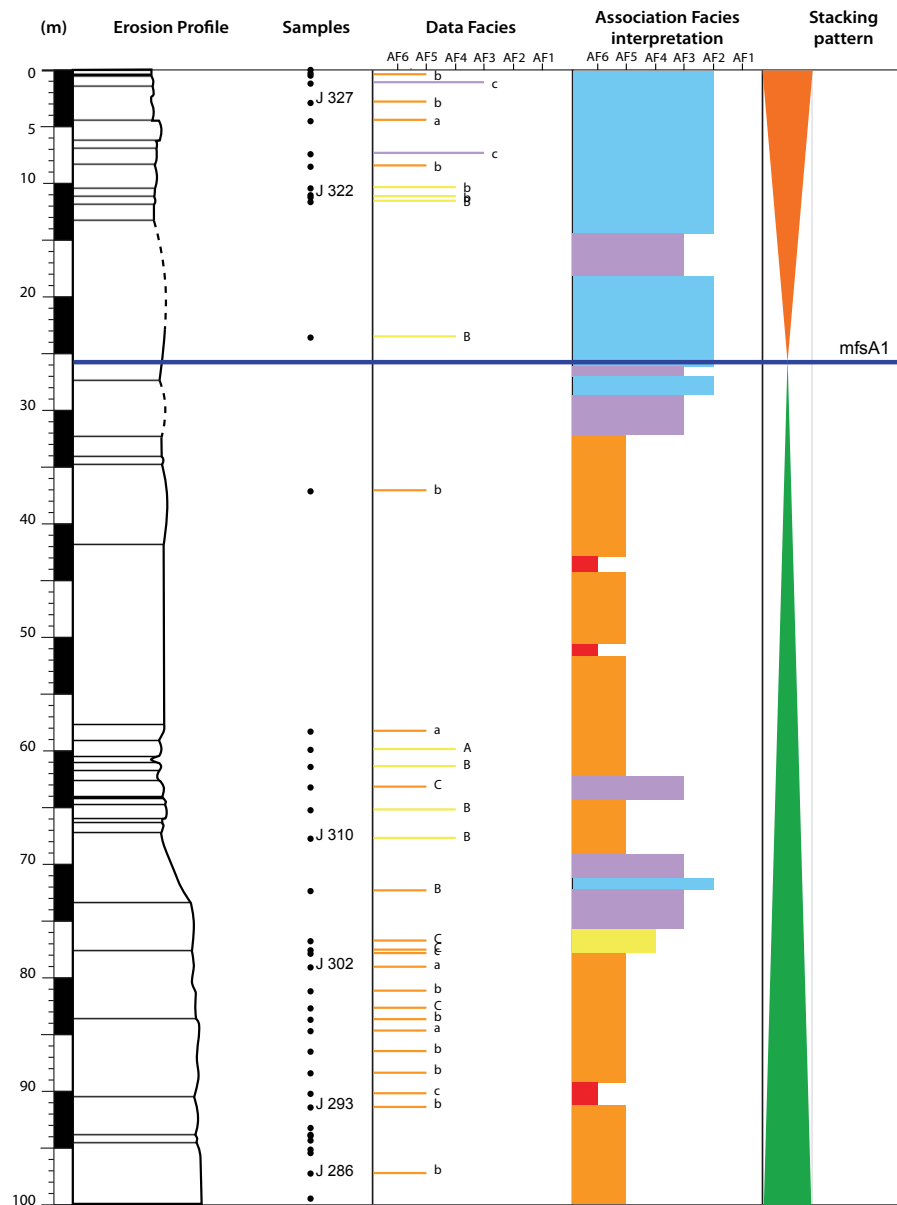 (m) Erosion Profile Samples Data Facies Association Facies interpretation Stacking pattern
AF6 AF5 AF4 AF3 AF2 AF1 AF6 AF5 AF4 AF3 AF2 AF1
0
b
c
J 327 b
a
5
c
b
10
J 322 b
b
B
20
B
mfsA1
30
b
40
50
a
60
A
B
C
B
J 310 B
70
B
C
C
c
J 302 a
80
b
C
b
a
b
b
90
c
J 293 b
J 286 b
100